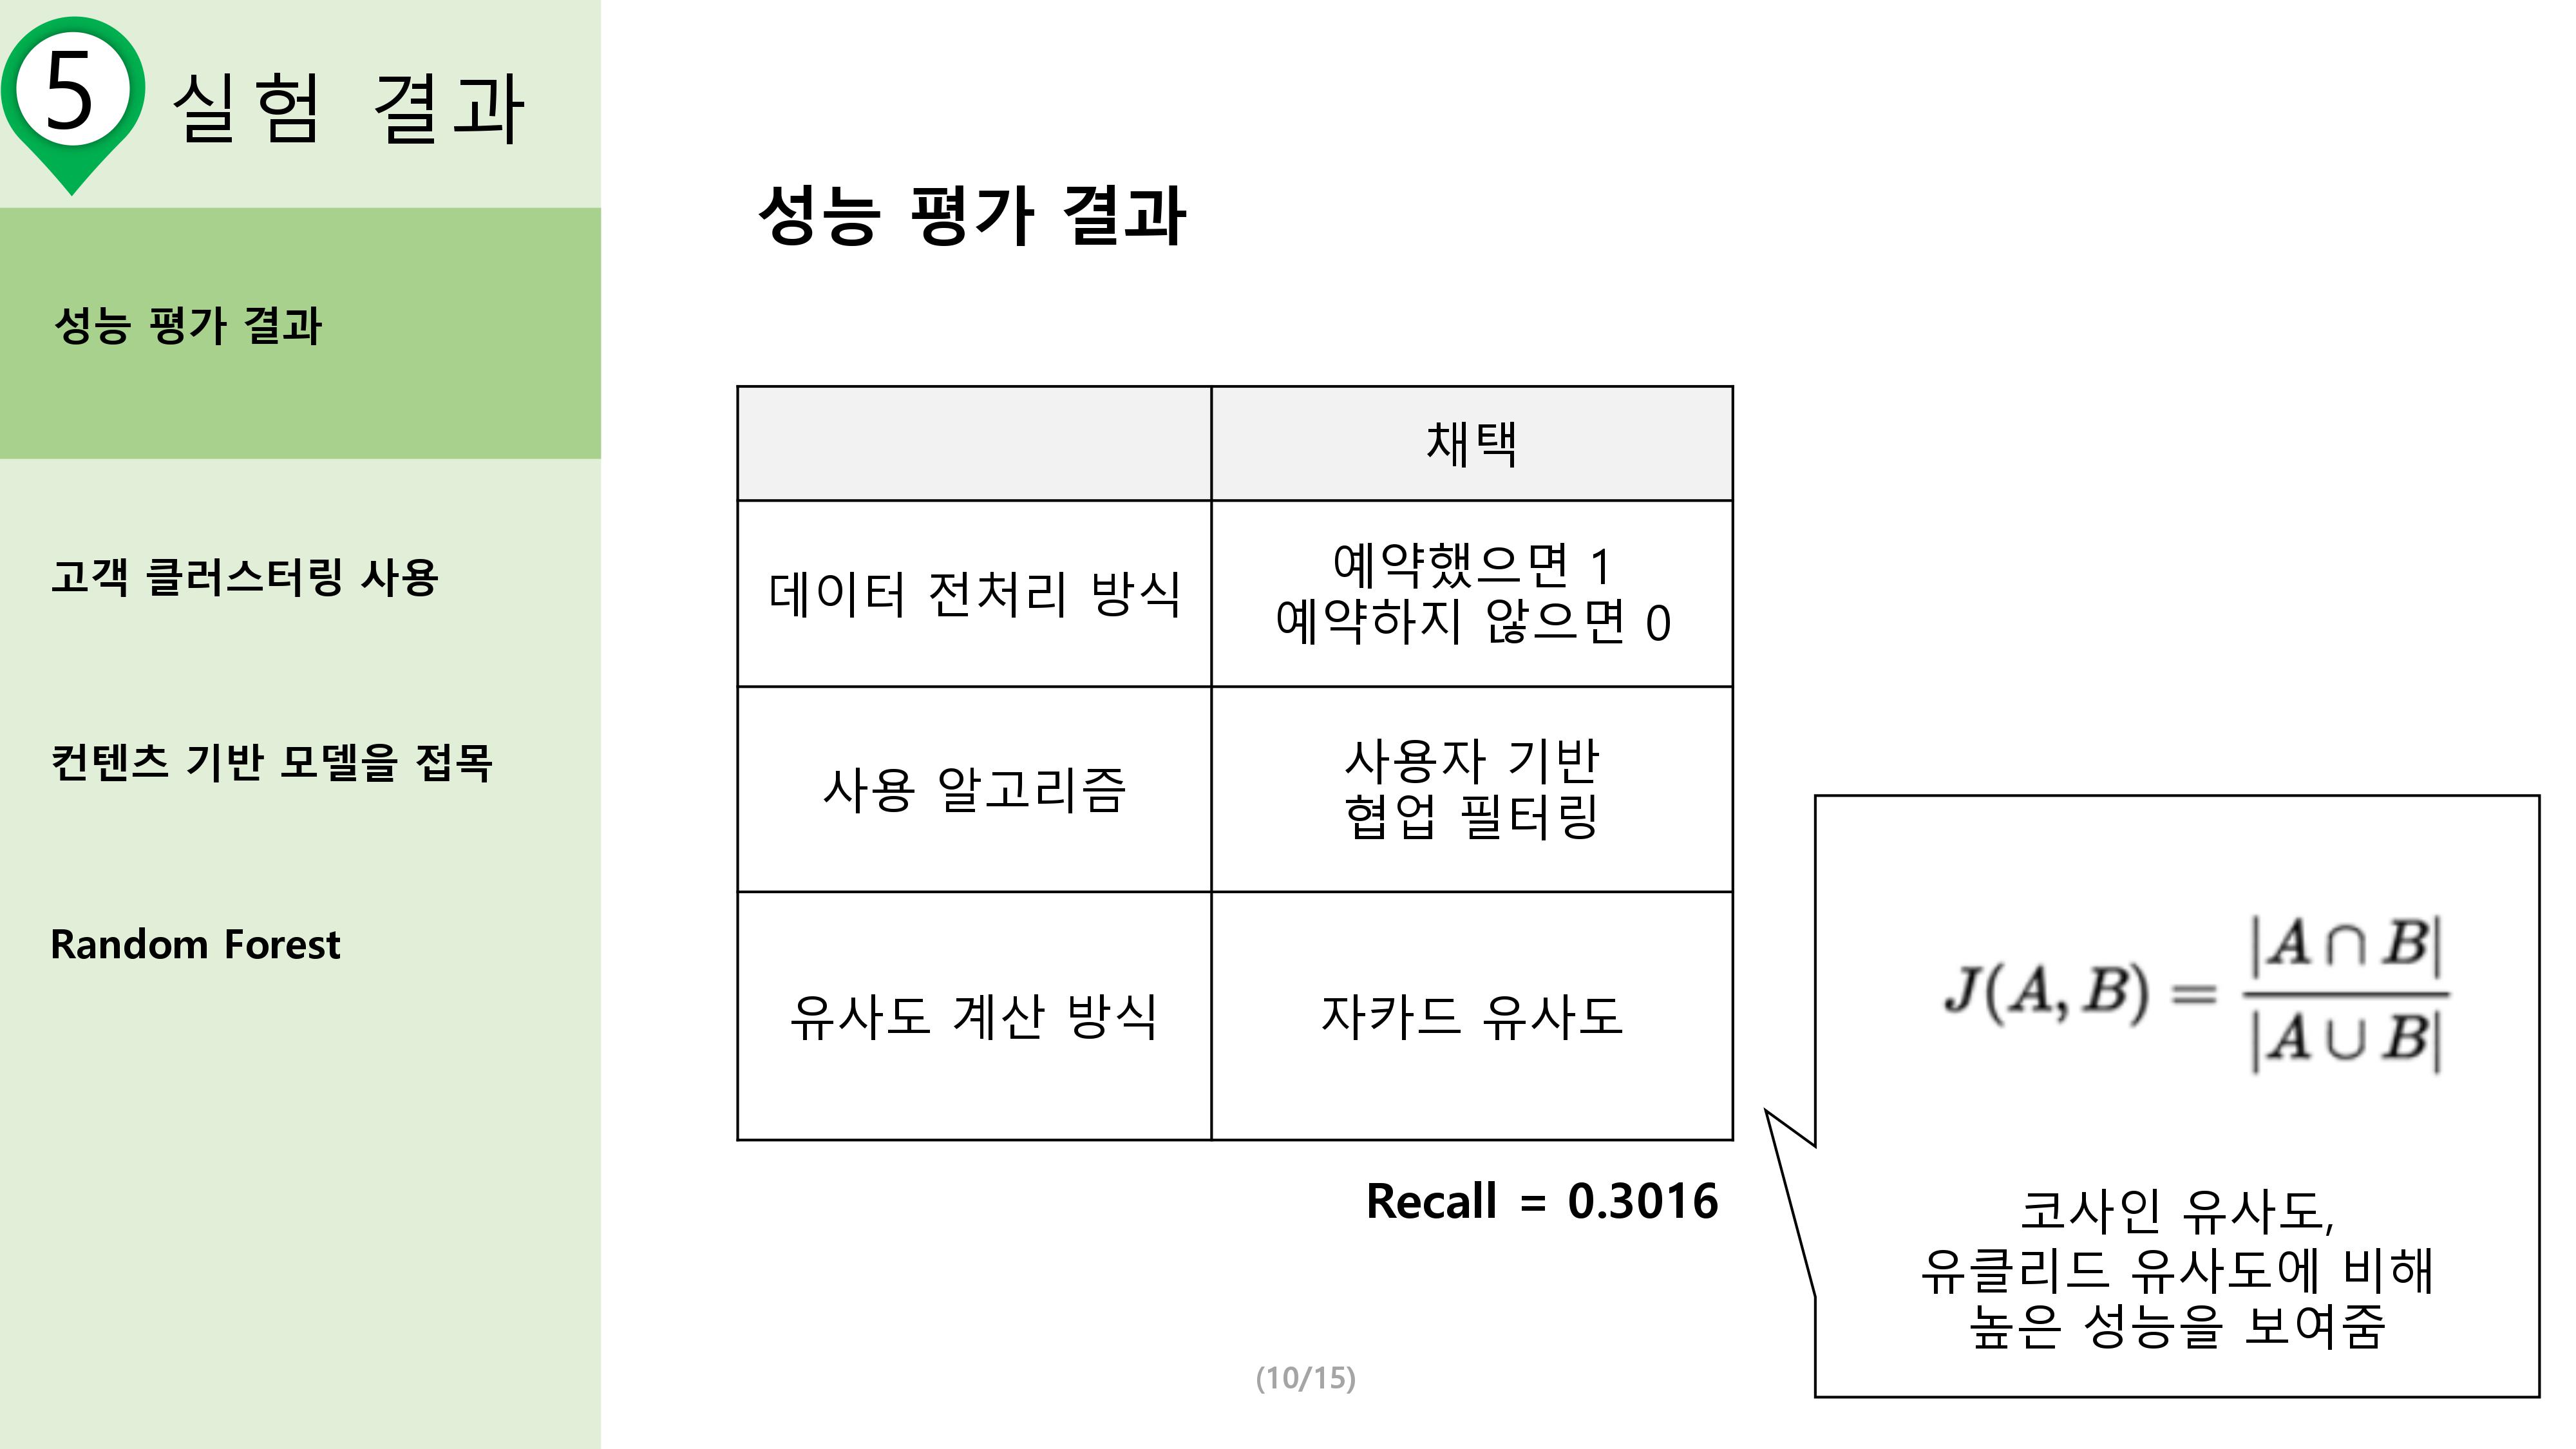 5
실험 결과
성능 평가 결과
고객 클러스터링 사용
컨텐츠 기반 모델을 접목
Random Forest
성능 평가 결과
채택
데이터 전처리 방식
예약했으면 1
예약하지 않으면 0
사용 알고리즘
사용자 기반
협업 필터링
유사도 계산 방식
자카드 유사도
Recall = 0.3016
J(A, B) = |A ∩ B| / |A ∪ B|
코사인 유사도,
유클리드 유사도에 비해
높은 성능을 보여줌
(10/15)